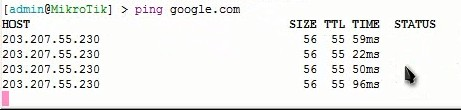 [admin@MikroTik] > ping google.com
HOST SIZE TTL TIME STATUS
203.207.55.230 56 55 59ms
203.207.55.230 56 55 22ms
203.207.55.230 56 55 50ms
203.207.55.230 56 55 96ms